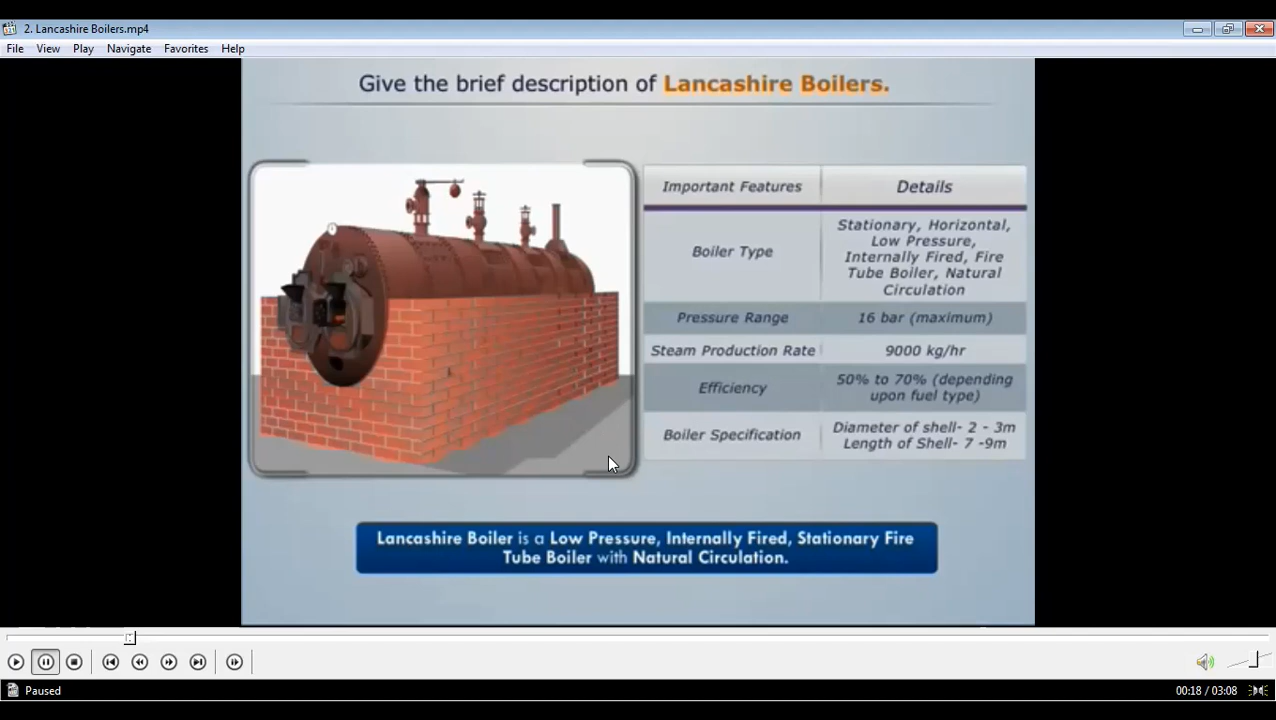 2. Lancashire Boilers.mp4
File View Play Navigate Favorites Help
Give the brief description of Lancashire Boilers.
Important Features Details
Boiler Type
Stationary, Horizontal,
Low Pressure,
Internally Fired, Fire
Tube Boiler, Natural
Circulation
Pressure Range 16 bar (maximum)
Steam Production Rate 9000 kg/hr
Efficiency
50% to 70% (depending
upon fuel type)
Boiler Specification
Diameter of shell- 2 - 3m
Length of Shell- 7 -9m
Lancashire Boiler is a Low Pressure, Internally Fired, Stationary Fire
Tube Boiler with Natural Circulation.
Paused 00:18 / 03:08